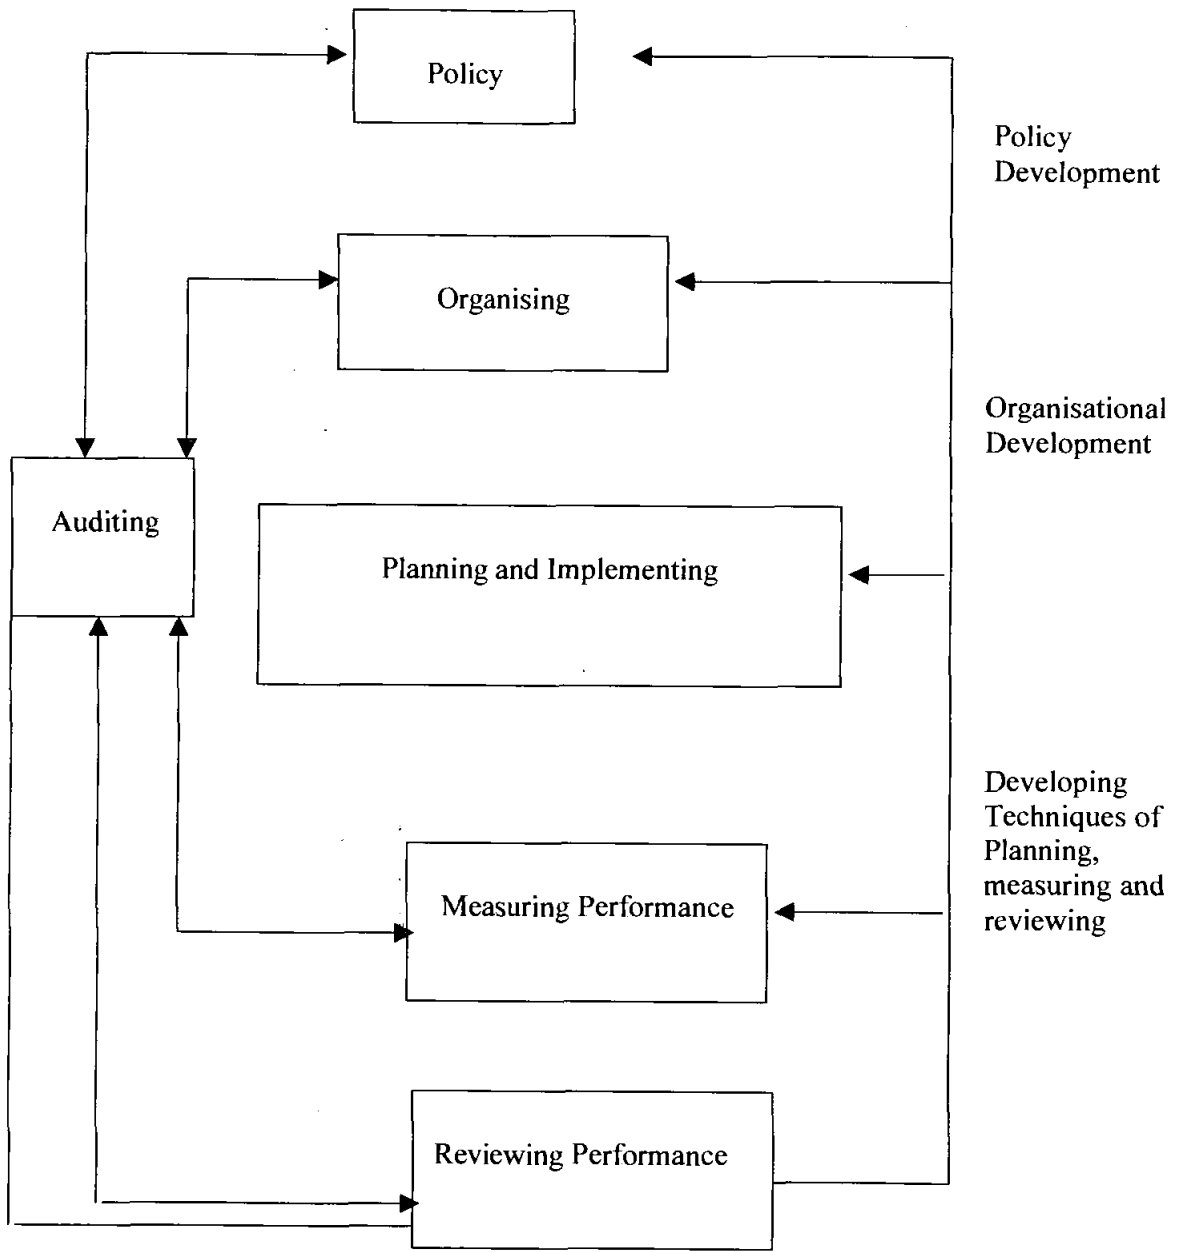 Policy
Policy
Development
Organising
Organisational
Development
Auditing
Planning and Implementing
Developing
Techniques of
Planning,
measuring and
reviewing
Measuring Performance
Reviewing Performance